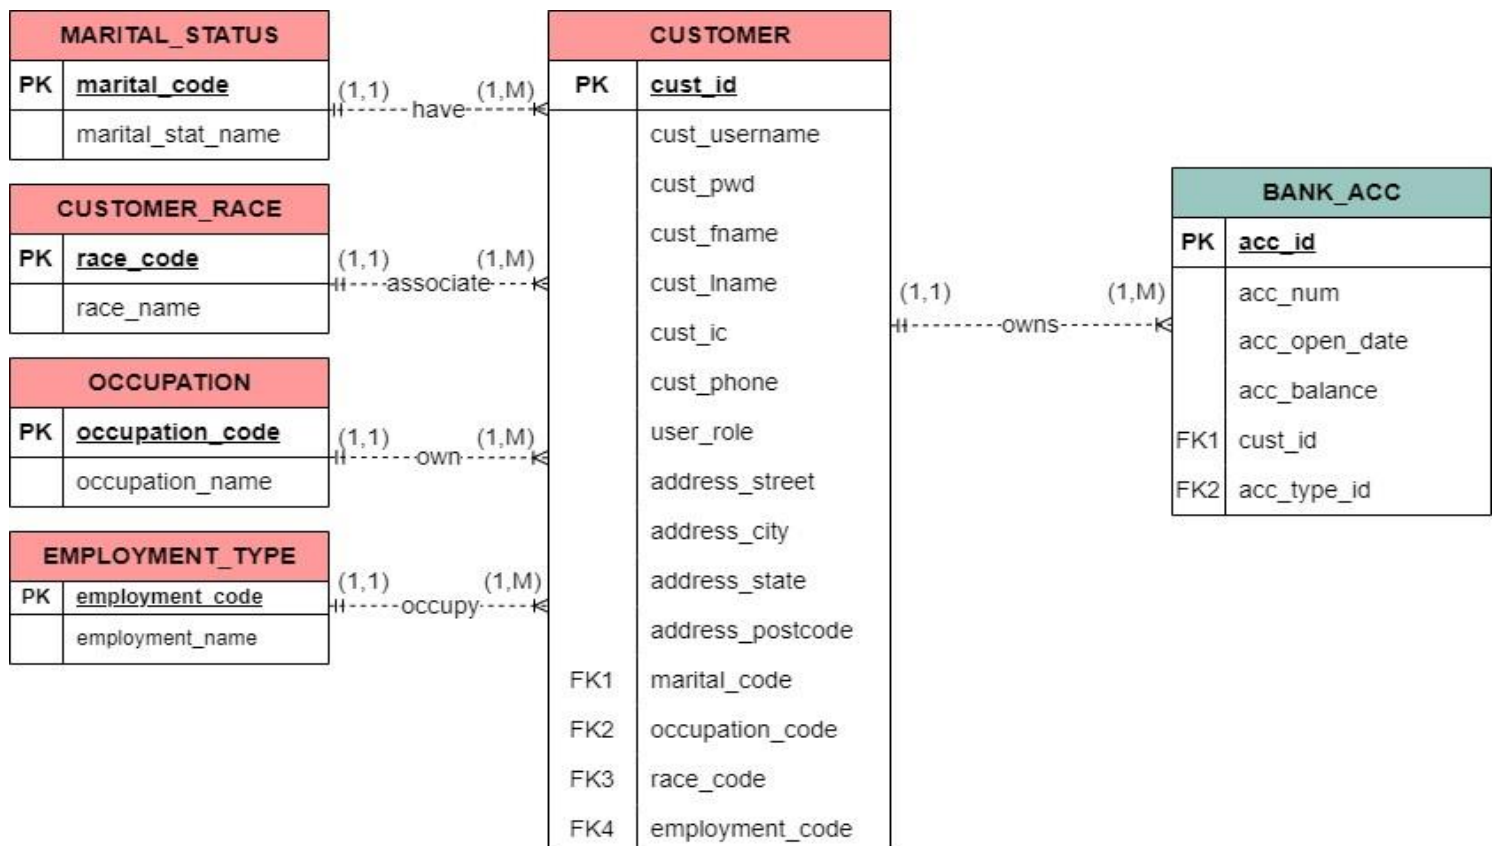 MARITAL_STATUS
PK marital_code
marital_stat_name
(1,1) have (1,M)
CUSTOMER_RACE
PK race_code
race_name
(1,1) associate (1,M)
OCCUPATION
PK occupation_code
occupation_name
(1,1) own (1,M)
EMPLOYMENT_TYPE
PK employment_code
employment_name
(1,1) occupy (1,M)
CUSTOMER
PK cust_id
cust_username
cust_pwd
cust_fname
cust_lname
cust_ic
cust_phone
user_role
address_street
address_city
address_state
address_postcode
FK1 marital_code
FK2 occupation_code
FK3 race_code
FK4 employment_code
(1,1) owns (1,M)
BANK_ACC
PK acc_id
acc_num
acc_open_date
acc_balance
FK1 cust_id
FK2 acc_type_id